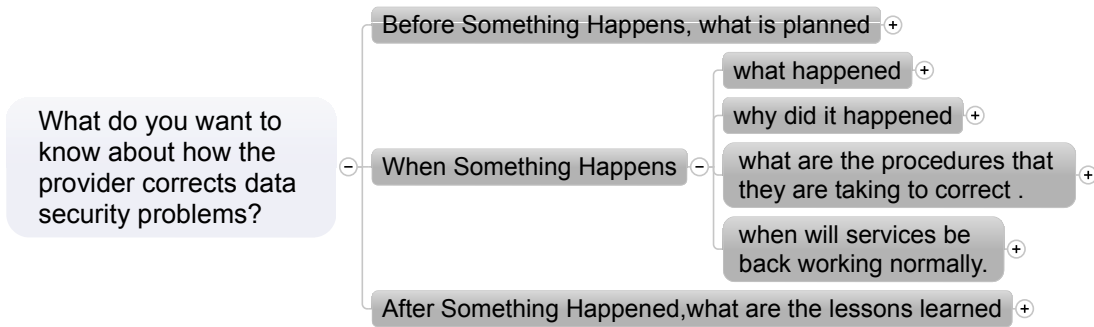 What do you want to
know about how the
provider corrects data
security problems?
Before Something Happens, what is planned
When Something Happens
what happened
why did it happened
what are the procedures that
they are taking to correct .
when will services be
back working normally.
After Something Happened,what are the lessons learned